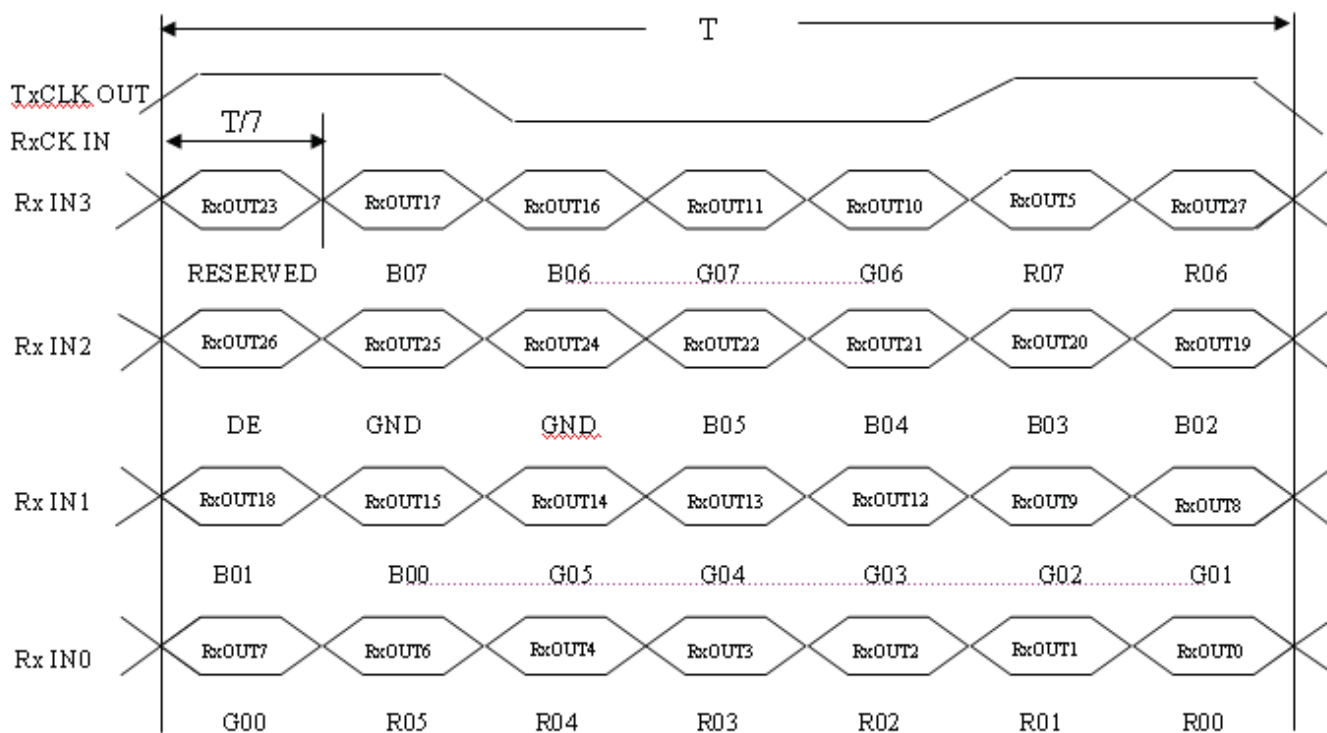 T
TxCLK OUT
T/7
RxCK IN
Rx IN3 RxOUT23 RxOUT17 RxOUT16 RxOUT11 RxOUT10 RxOUT5 RxOUT27
RESERVED B07 B06 G07 G06 R07 R06
Rx IN2 RxOUT26 RxOUT25 RxOUT24 RxOUT22 RxOUT21 RxOUT20 RxOUT19
DE GND GND B05 B04 B03 B02
Rx IN1 RxOUT18 RxOUT15 RxOUT14 RxOUT13 RxOUT12 RxOUT9 RxOUT8
B01 B00 G05 G04 G03 G02 G01
Rx IN0 RxOUT7 RxOUT6 RxOUT4 RxOUT3 RxOUT2 RxOUT1 RxOUT0
G00 R05 R04 R03 R02 R01 R00